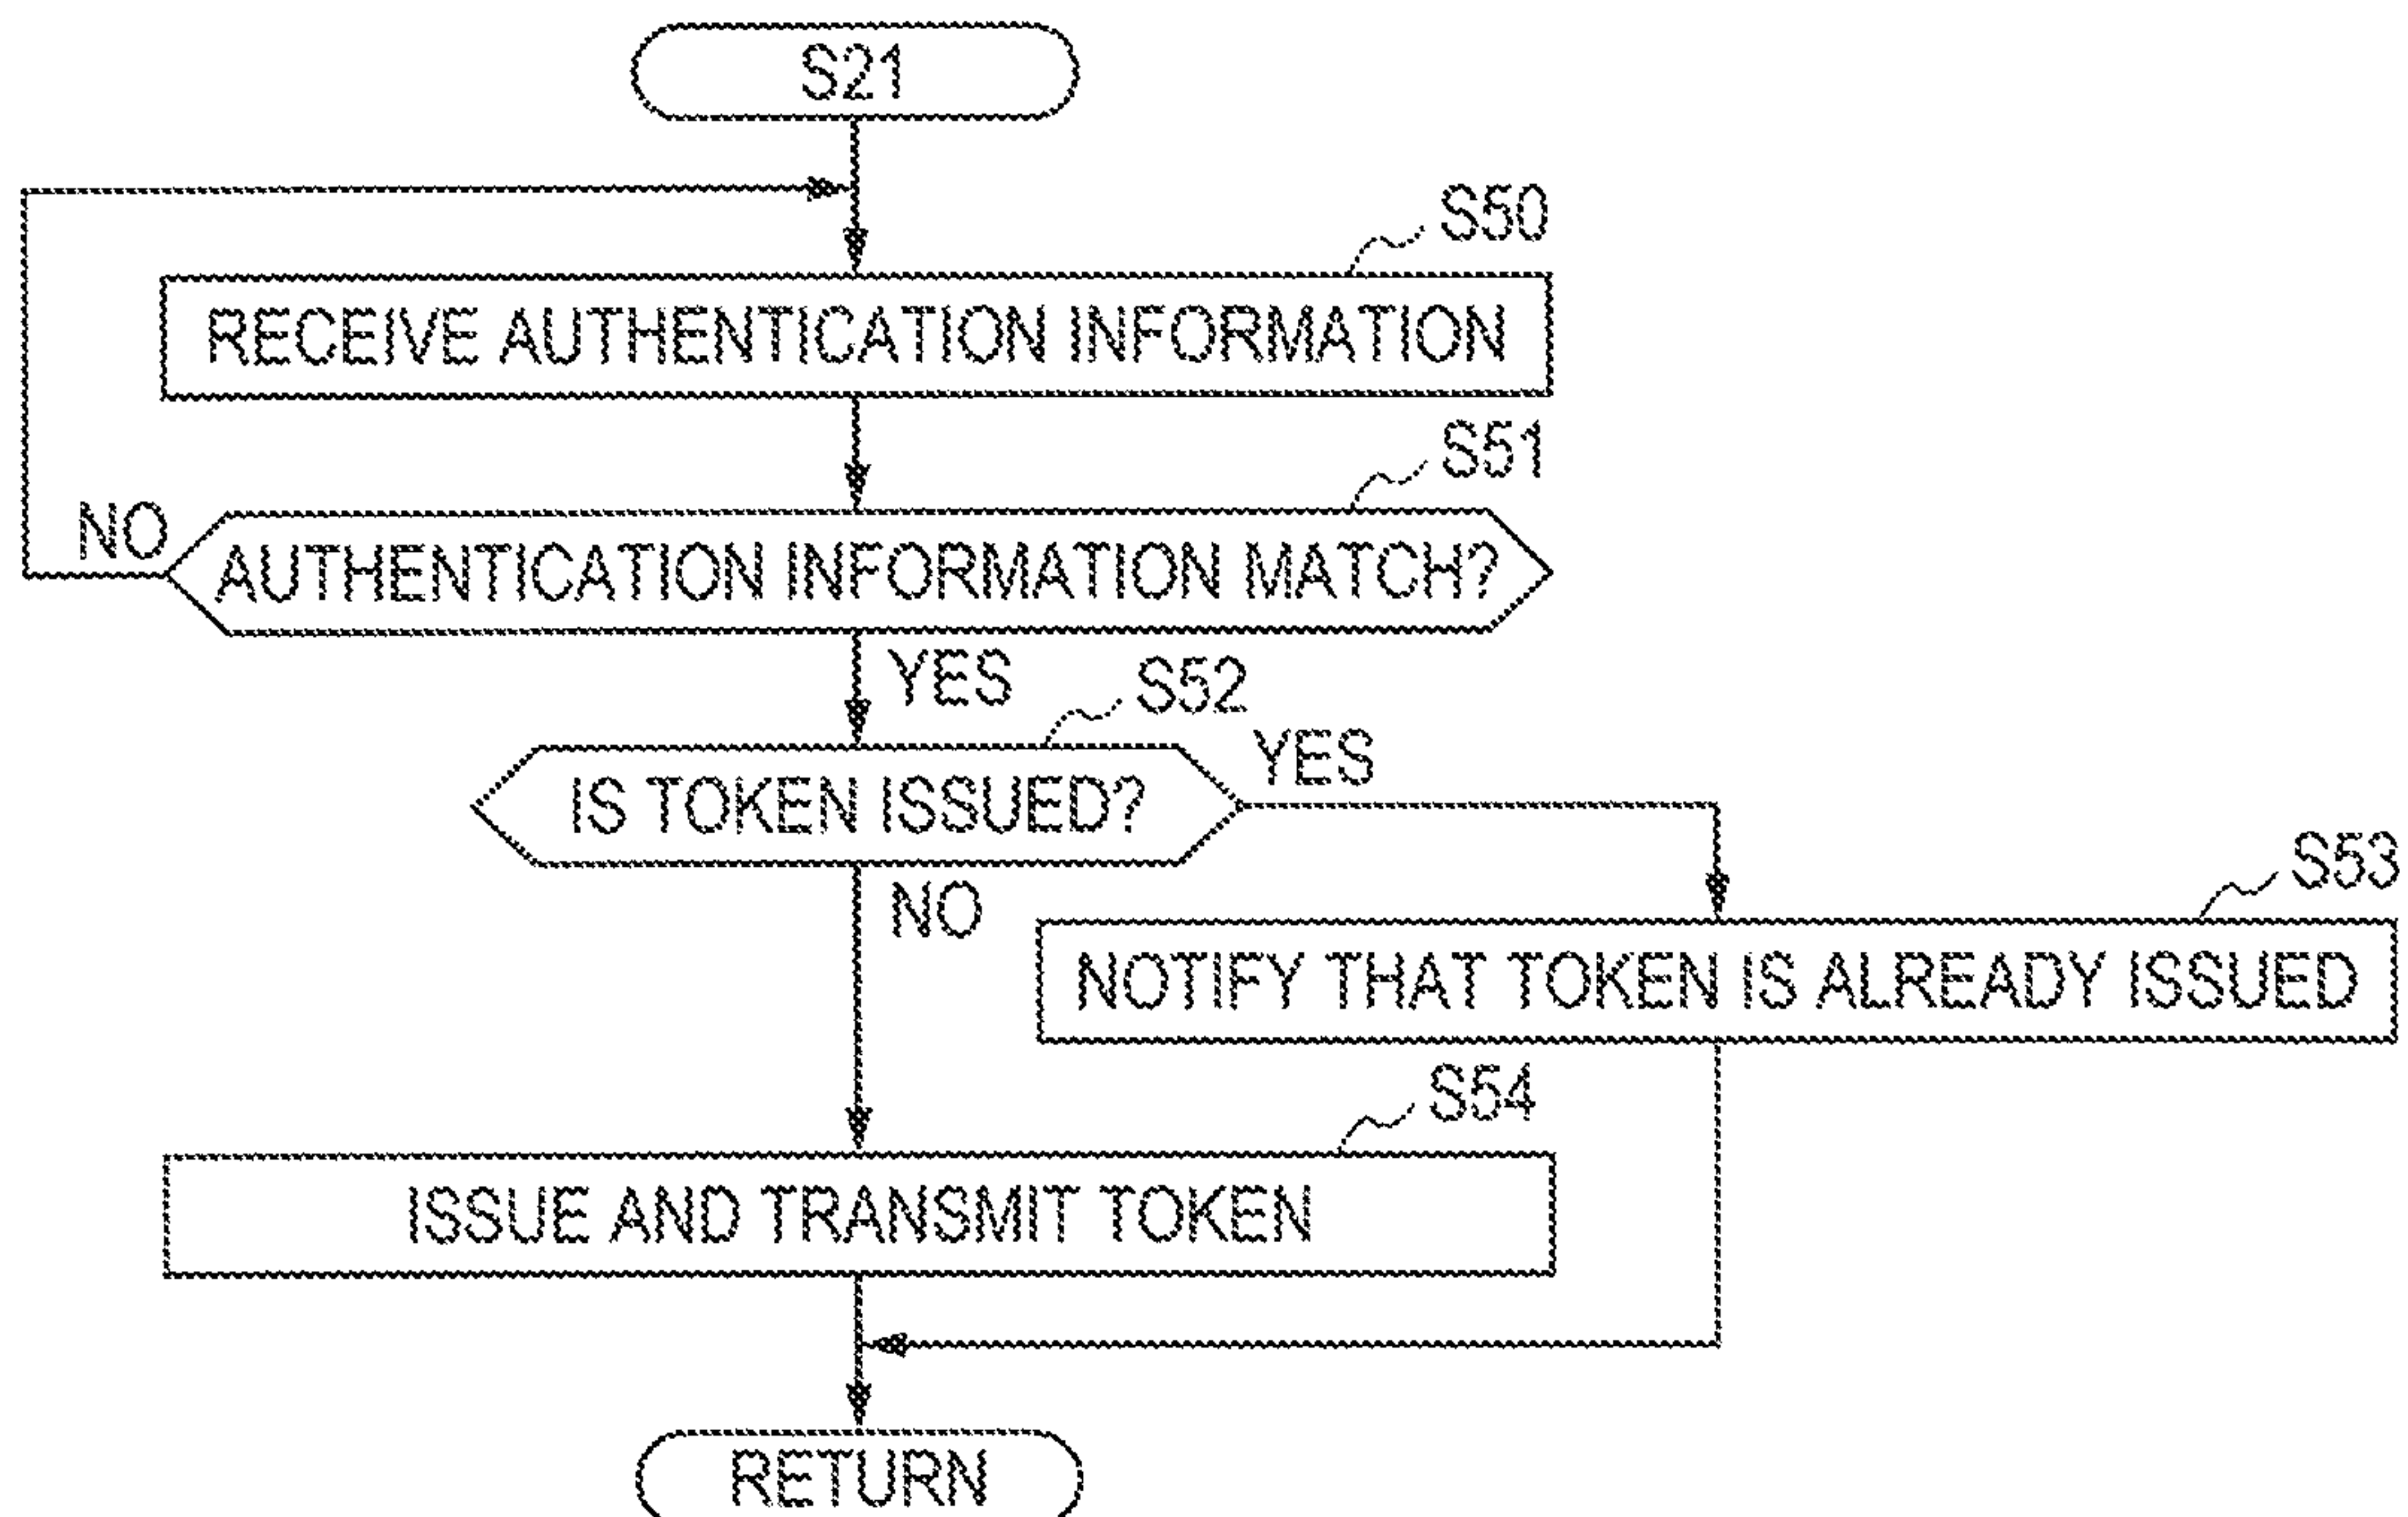 S21
S50
RECEIVE AUTHENTICATION INFORMATION
S51
NO
AUTHENTICATION INFORMATION MATCH?
YES
S52
YES
IS TOKEN ISSUED?
NO
S53
NOTIFY THAT TOKEN IS ALREADY ISSUED
S54
ISSUE AND TRANSMIT TOKEN
RETURN